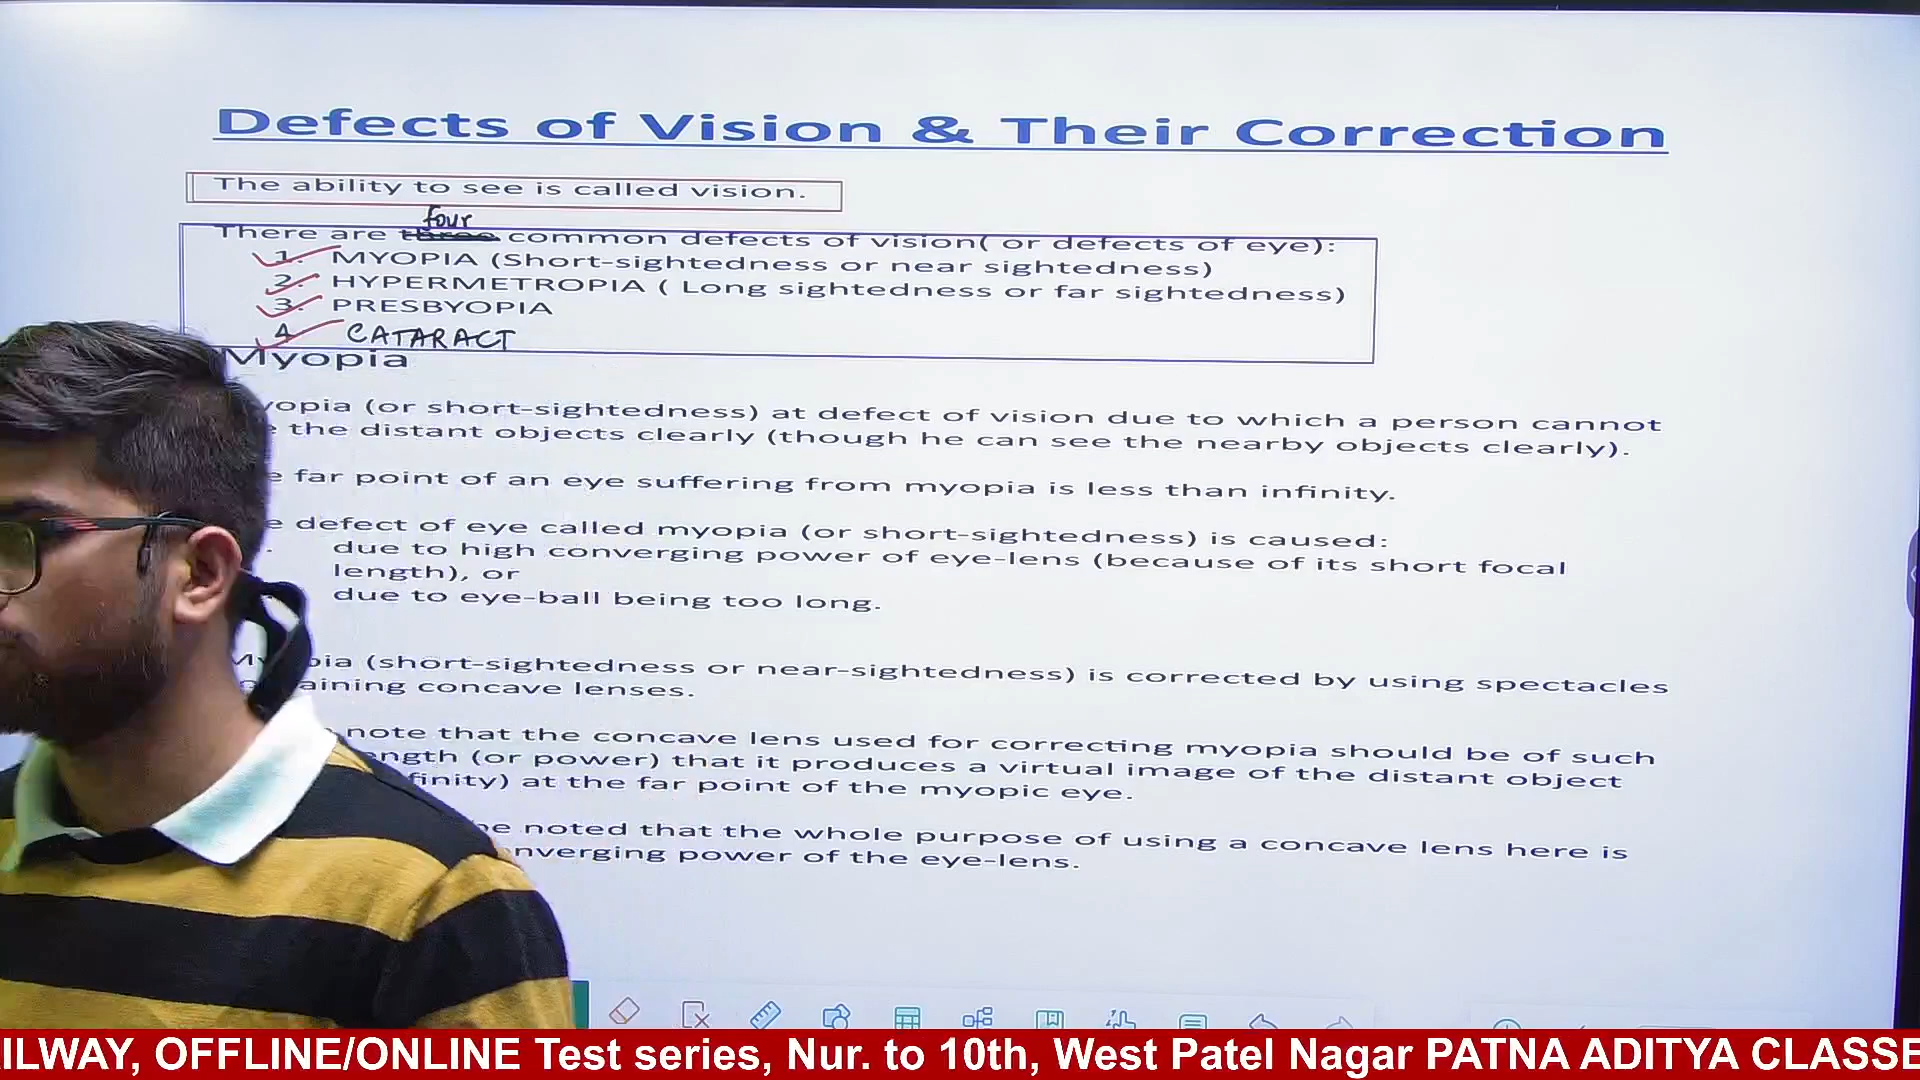 Defects of Vision & Their Correction
The ability to see is called vision.
four
There are three common defects of vision( or defects of eye):
1. MYOPIA (Short-sightedness or near sightedness)
2. HYPERMETROPIA ( Long sightedness or far sightedness)
3. PRESBYOPIA
4 CATARACT
Myopia
yopia (or short-sightedness) at defect of vision due to which a person cannot
e the distant objects clearly (though he can see the nearby objects clearly).
e far point of an eye suffering from myopia is less than infinity.
e defect of eye called myopia (or short-sightedness) is caused:
. due to high converging power of eye-lens (because of its short focal
length), or
due to eye-ball being too long.
My pia (short-sightedness or near-sightedness) is corrected by using spectacles
aining concave lenses.
note that the concave lens used for correcting myopia should be of such
ength (or power) that it produces a virtual image of the distant object
finity) at the far point of the myopic eye.
be noted that the whole purpose of using a concave lens here is
nverging power of the eye-lens.
ILWAY, OFFLINE/ONLINE Test series, Nur. to 10th, West Patel Nagar PATNA ADITYA CLASSE